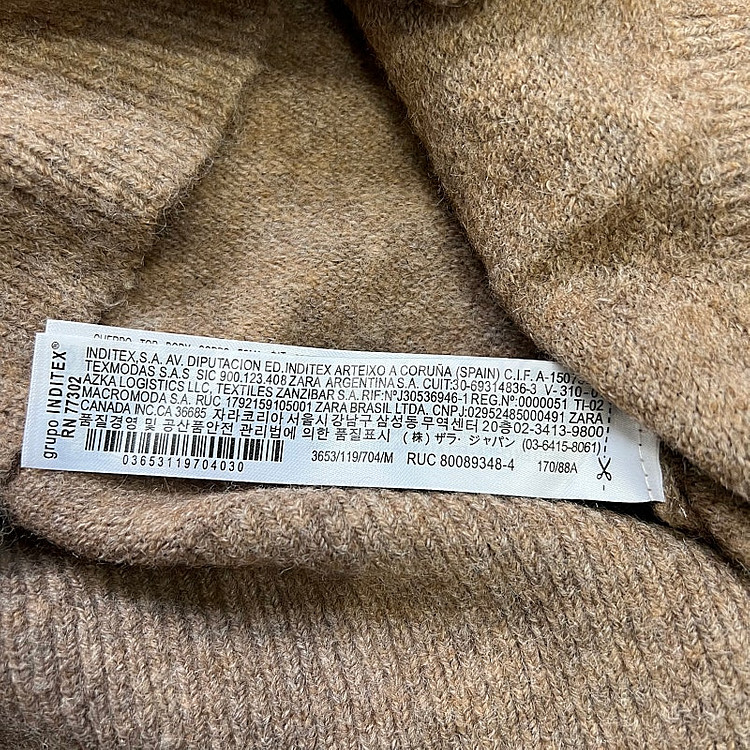 grupo INDITEX®
RN 77302
INDITEX,S.A. AV. DIPUTACION ED.INDITEX ARTEIXO A CORUÑA (SPAIN) C.I.F.
TEXMODAS S.A.S SIC 900.123.408 ZARA ARGENTINA S.A. CUIT:30-69314836-3 V-310-
AZKA LOGISTICS LLC, TEXTILES ZANZIBAR S.A. RIF:NºJ30536946-1 REG.Nº:0000051 TI-02
MACROMODA S.A. RUC 1792159105001 ZARA BRASIL LTDA. CNPJ:02952485000491 ZARA
CANADA INC.CA 36685 자라코리아 서울시강남구 삼성동무역센터 20층02-3413-9800
품질경영 및 공산품안전 관리법에 의한 품질표시 (株) ザラ・ジャパン (03-6415-8061)
03653119704030
3653/119/704/M RUC 80089348-4 170/88A